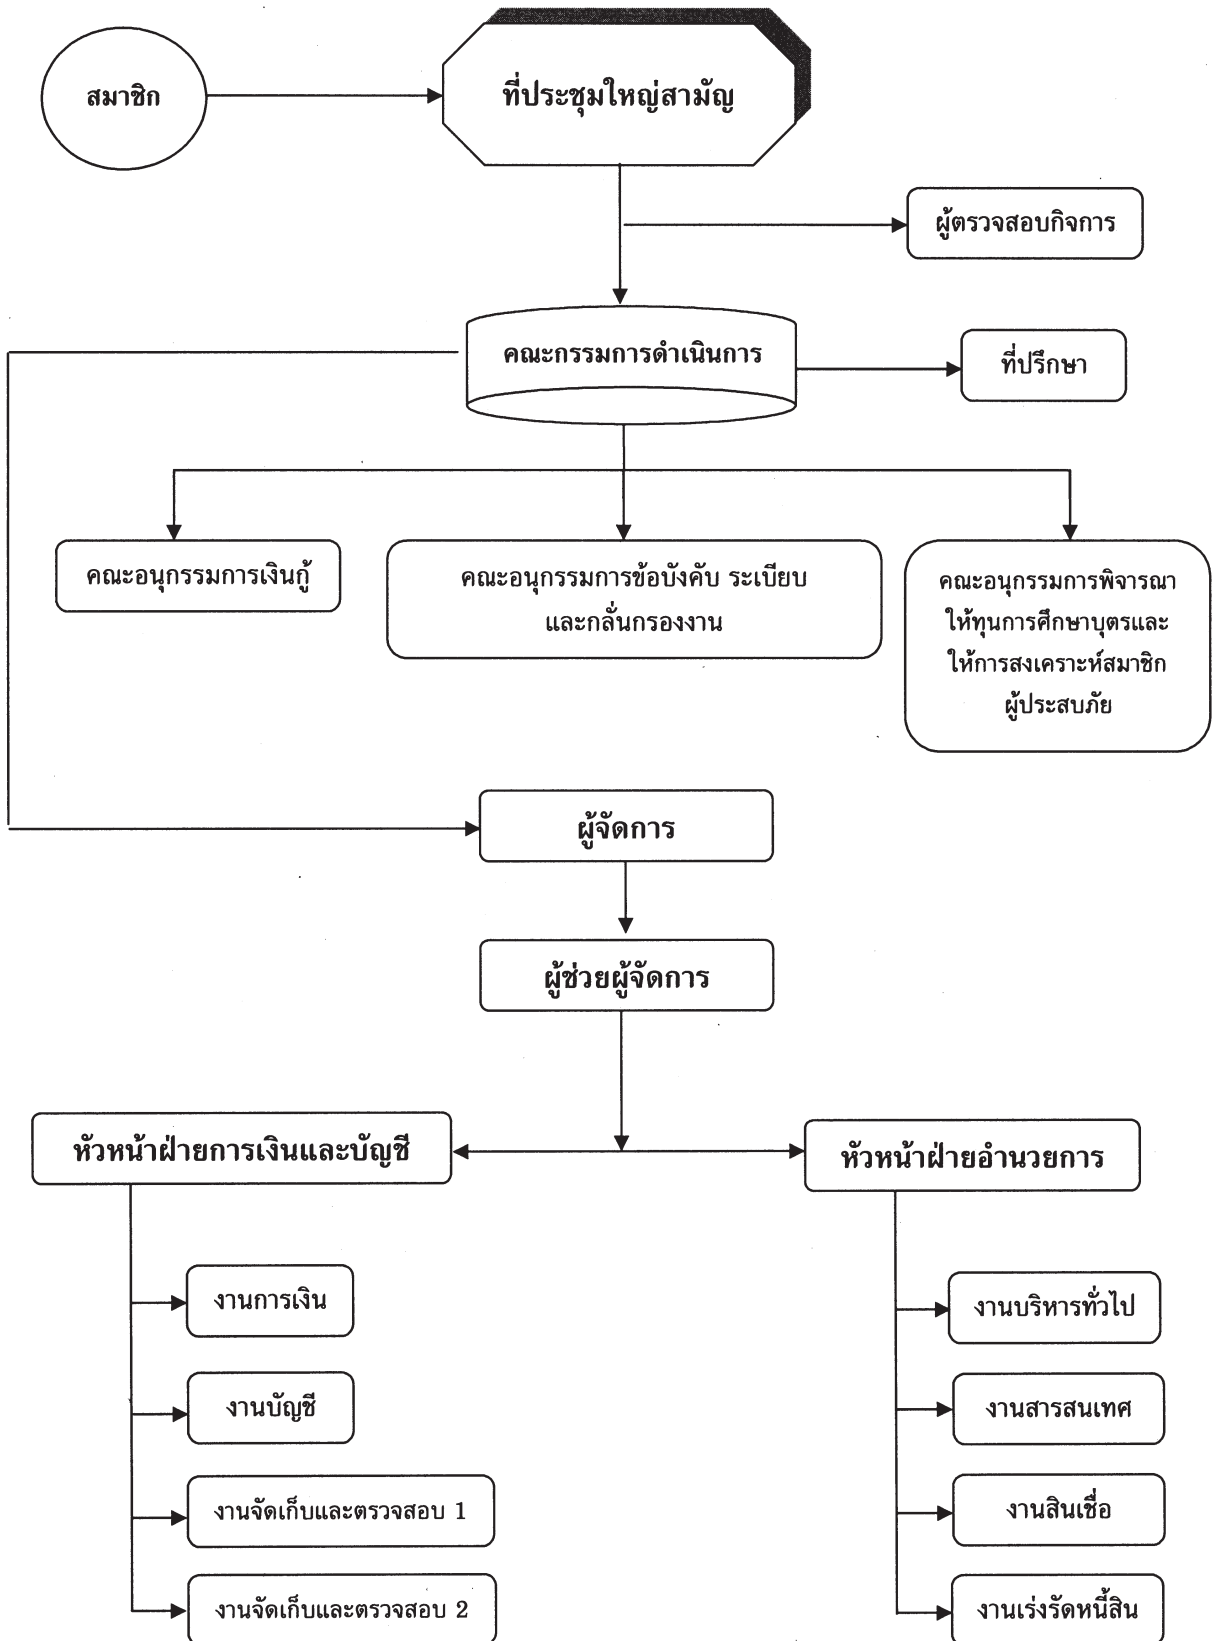 สมาชิก
ที่ประชุมใหญ่สามัญ
ผู้ตรวจสอบกิจการ
คณะกรรมการดำเนินการ
ที่ปรึกษา
คณะอนุกรรมการเงินกู้
คณะอนุกรรมการข้อบังคับ ระเบียบ
และกลั่นกรองงาน
คณะอนุกรรมการพิจารณา
ให้ทุนการศึกษาบุตรและ
ให้การสงเคราะห์สมาชิก
ผู้ประสบภัย
ผู้จัดการ
ผู้ช่วยผู้จัดการ
หัวหน้าฝ่ายการเงินและบัญชี
หัวหน้าฝ่ายอำนวยการ
งานการเงิน
งานบัญชี
งานจัดเก็บและตรวจสอบ 1
งานจัดเก็บและตรวจสอบ 2
งานบริหารทั่วไป
งานสารสนเทศ
งานสินเชื่อ
งานเร่งรัดหนี้สิน